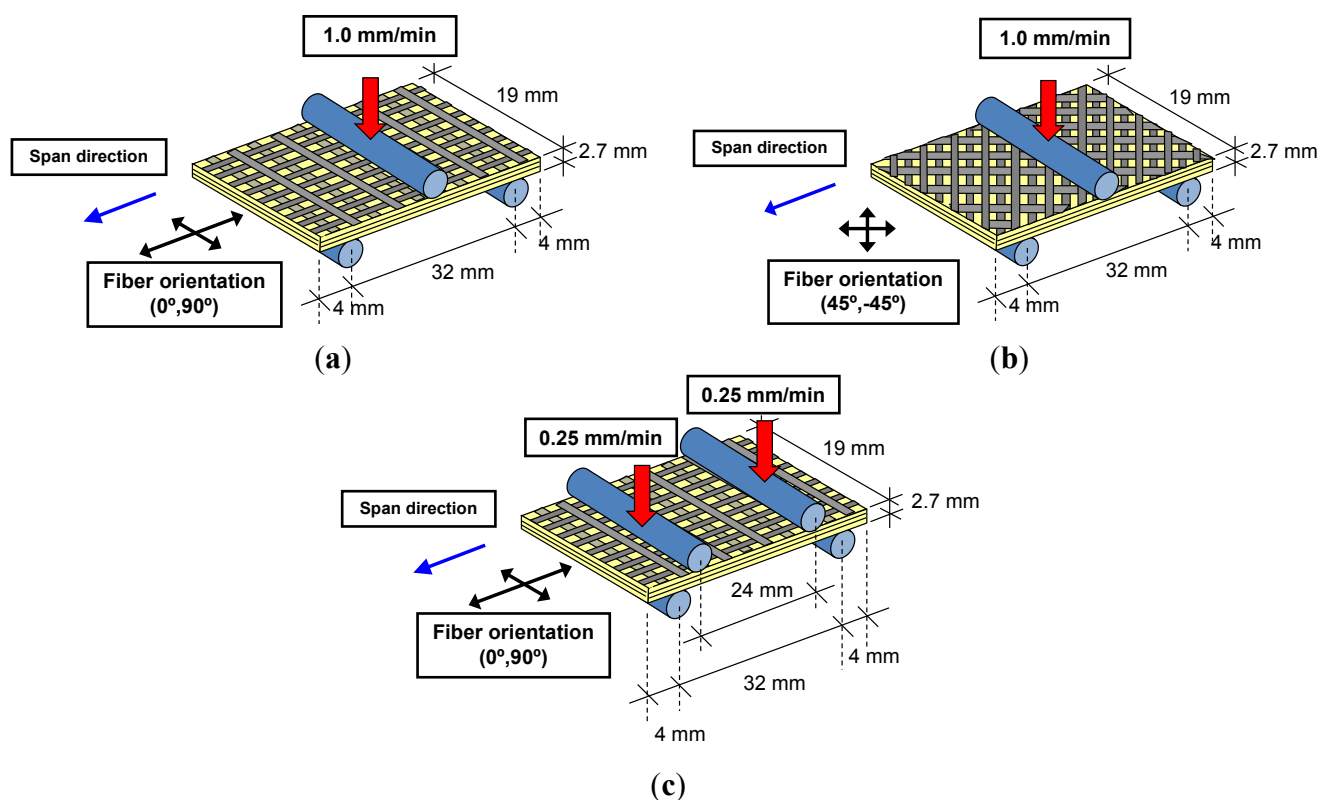 1.0 mm/min
19 mm
2.7 mm
Span direction
4 mm
32 mm
Fiber orientation
(0º,90º)
4 mm
(a)
1.0 mm/min
19 mm
2.7 mm
Span direction
4 mm
32 mm
Fiber orientation
(45º,-45º)
4 mm
(b)
0.25 mm/min
0.25 mm/min
19 mm
2.7 mm
Span direction
24 mm
Fiber orientation
(0º,90º)
4 mm
32 mm
4 mm
(c)